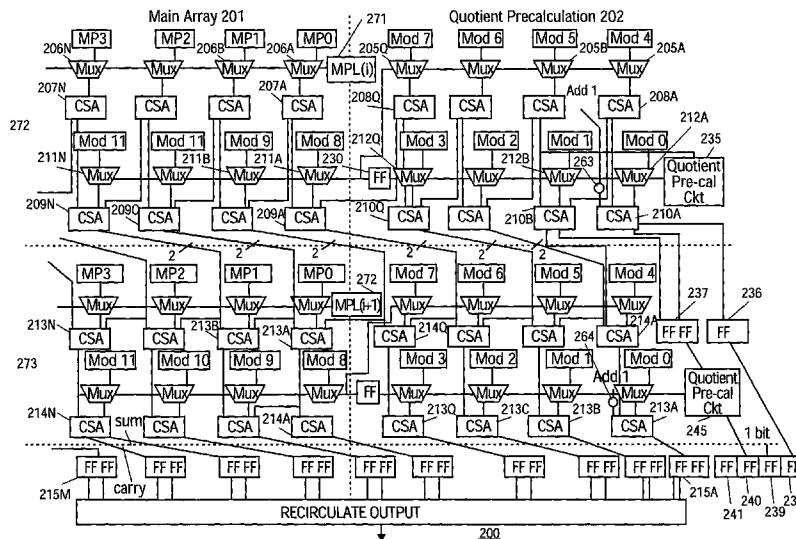 Main Array 201 271 Quotient Precalculation 202
206N MP3 MP2 206B MP1 206A MP0 205Q Mod 7 Mod 6 Mod 5 205B Mod 4 205A
Mux Mux Mux Mux MPL(i) Mux Mux Mux Mux
207N 207A 208Q Add 1 208A
CSA CSA CSA CSA CSA CSA CSA CSA
272 212A
Mod 11 Mod 11 Mod 9 Mod 8 212Q Mod 3 Mod 2 Mod 1 Mod 0 235
211N 211B 211A 230 212B 263
Mux Mux Mux Mux FF Mux Mux Mux Mux Quotient
Pre-cal
Ckt
209N 209Q 209A 210Q 210B 210A
CSA CSA CSA CSA CSA CSA CSA CSA
2 2 2 2 2 2
272
MP3 MP2 MP1 MP0 Mod 7 Mod 6 Mod 5 Mod 4 237 236
Mux Mux Mux Mux MPL(i+1) Mux Mux Mux Mux
213N 213B 213A 214Q 264 214A FF FF FF
CSA CSA CSA CSA CSA CSA CSA CSA
273
Mod 11 Mod 10 Mod 9 Mod 8 Mod 3 Mod 2 Mod 1 Mod 0
Add 1
Mux Mux Mux Mux FF Mux Mux Mux Mux Quotient
Pre-cal
Ckt
214N sum 214A 213Q 213C 213B 213A 245
CSA CSA CSA CSA CSA CSA CSA CSA
1 bit
FF FF FF FF FF FF FF FF FF FF FF FF FF FF FF FF FF FF FF FF
215M carry 215A 241 240 239
RECIRCULATE OUTPUT
200